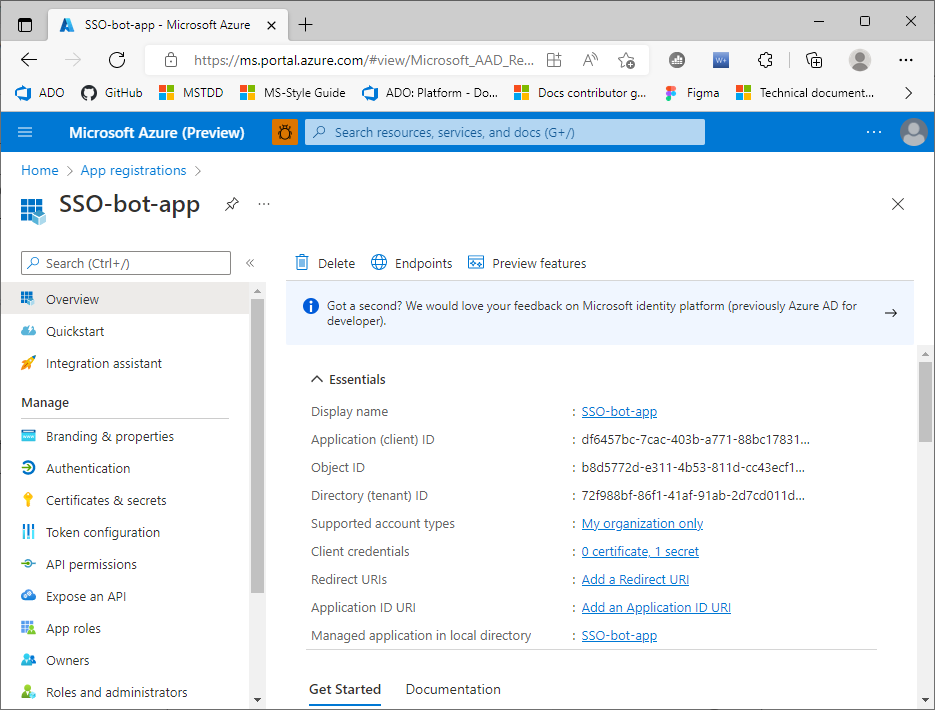 SSO-bot-app - Microsoft Azure
https://ms.portal.azure.com/#view/Microsoft_AAD_Re...
ADO GitHub MSTDD MS-Style Guide ADO: Platform - Do... Docs contributor g... Figma Technical document...
Microsoft Azure (Preview) Search resources, services, and docs (G+/)
Home > App registrations >
SSO-bot-app
Search (Ctrl+/)
Overview
Quickstart
Integration assistant
Manage
Branding & properties
Authentication
Certificates & secrets
Token configuration
API permissions
Expose an API
App roles
Owners
Roles and administrators
Delete Endpoints Preview features
Got a second? We would love your feedback on Microsoft identity platform (previously Azure AD for
developer).
Essentials
Display name : SSO-bot-app
Application (client) ID : df6457bc-7cac-403b-a771-88bc17831...
Object ID : b8d5772d-e311-4b53-811d-cc43ecf1...
Directory (tenant) ID : 72f988bf-86f1-41af-91ab-2d7cd011d...
Supported account types : My organization only
Client credentials : 0 certificate, 1 secret
Redirect URIs : Add a Redirect URI
Application ID URI : Add an Application ID URI
Managed application in local directory : SSO-bot-app
Get Started Documentation